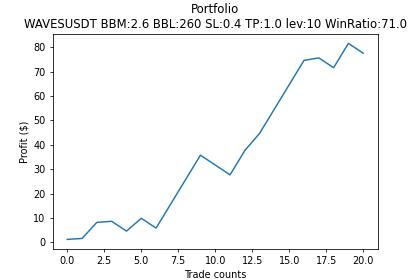 Portfolio
WAVESUSDT BBM:2.6 BBL:260 SL:0.4 TP:1.0 lev:10 WinRatio:71.0
80
70
60
50
40
30
20
10
0
Profit ($)
0.0 2.5 5.0 7.5 10.0 12.5 15.0 17.5 20.0
Trade counts